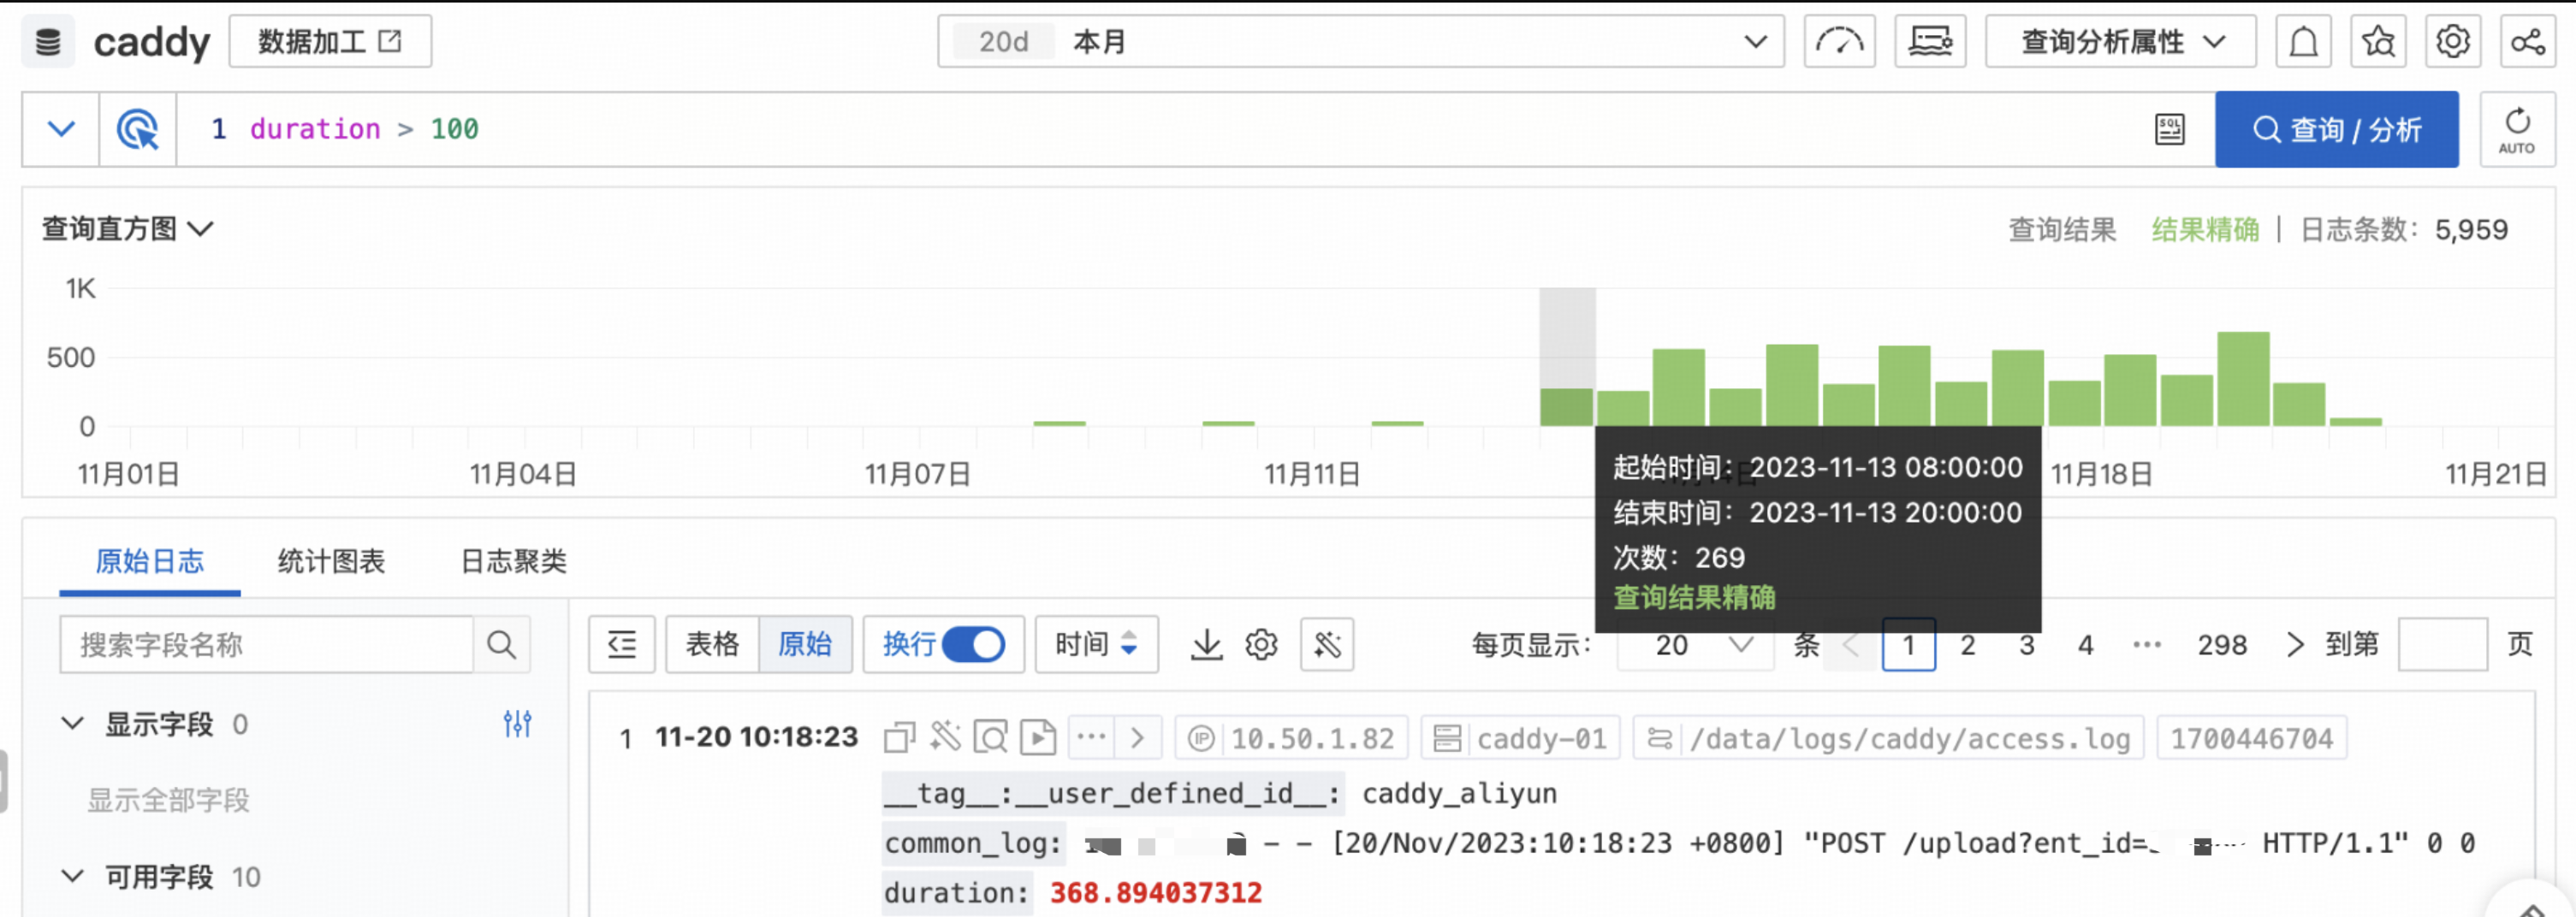 caddy 数据加工 20d 本月 查询分析属性
1 duration > 100 SQL 查询 / 分析 AUTO
查询直方图 查询结果 结果精确 | 日志条数： 5,959
1K
500
0
11月01日 11月04日 11月07日 11月11日 11月18日 11月21日
起始时间： 2023-11-13 08:00:00
结束时间： 2023-11-13 20:00:00
次数： 269
查询结果精确
原始日志 统计图表 日志聚类
搜索字段名称 表格 原始 换行 时间 每页显示： 20 条 1 2 3 4 ··· 298 到第 页
显示字段 0
显示全部字段
可用字段 10
1 11-20 10:18:23 ··· IP 10.50.1.82 caddy-01 /data/logs/caddy/access.log 1700446704
__tag__:__user_defined_id__: caddy_aliyun
common_log: - - [20/Nov/2023:10:18:23 +0800] "POST /upload?ent_id= HTTP/1.1" 0 0
duration: 368.894037312